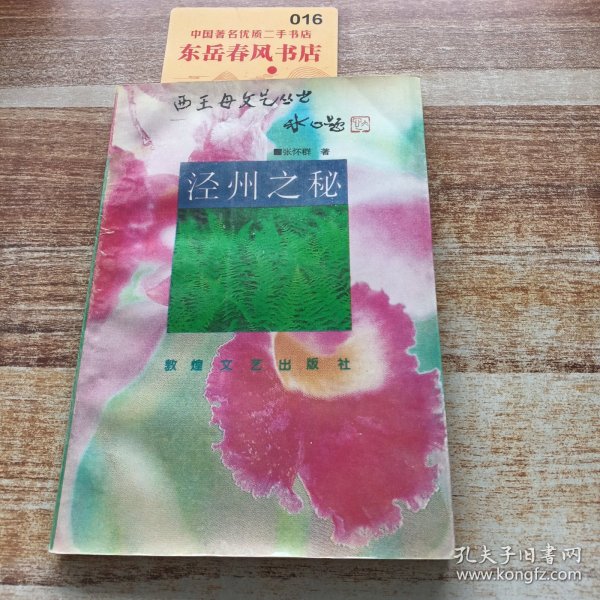 016
中国著名优质二手书店
东岳春风书店
西王母文艺丛书
冰心题
■张怀群 著
泾州之秘
敦煌文艺出版社
孔夫子旧书网
www.kongfz.com